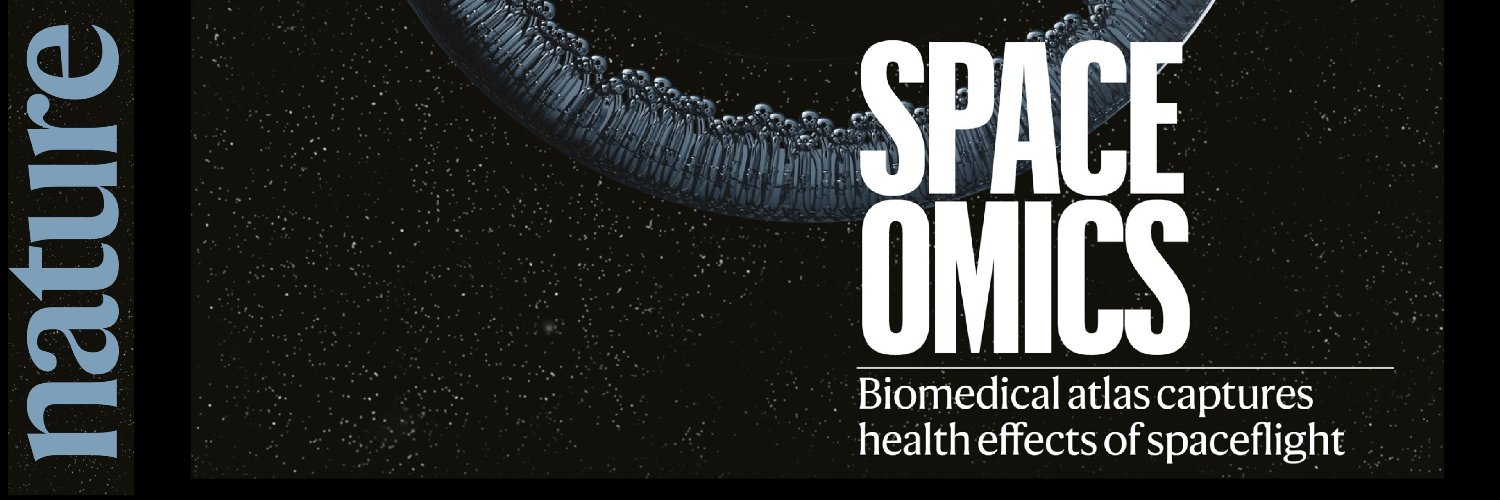 nature
SPACE
OMICS
Biomedical atlas captures
health effects of spaceflight